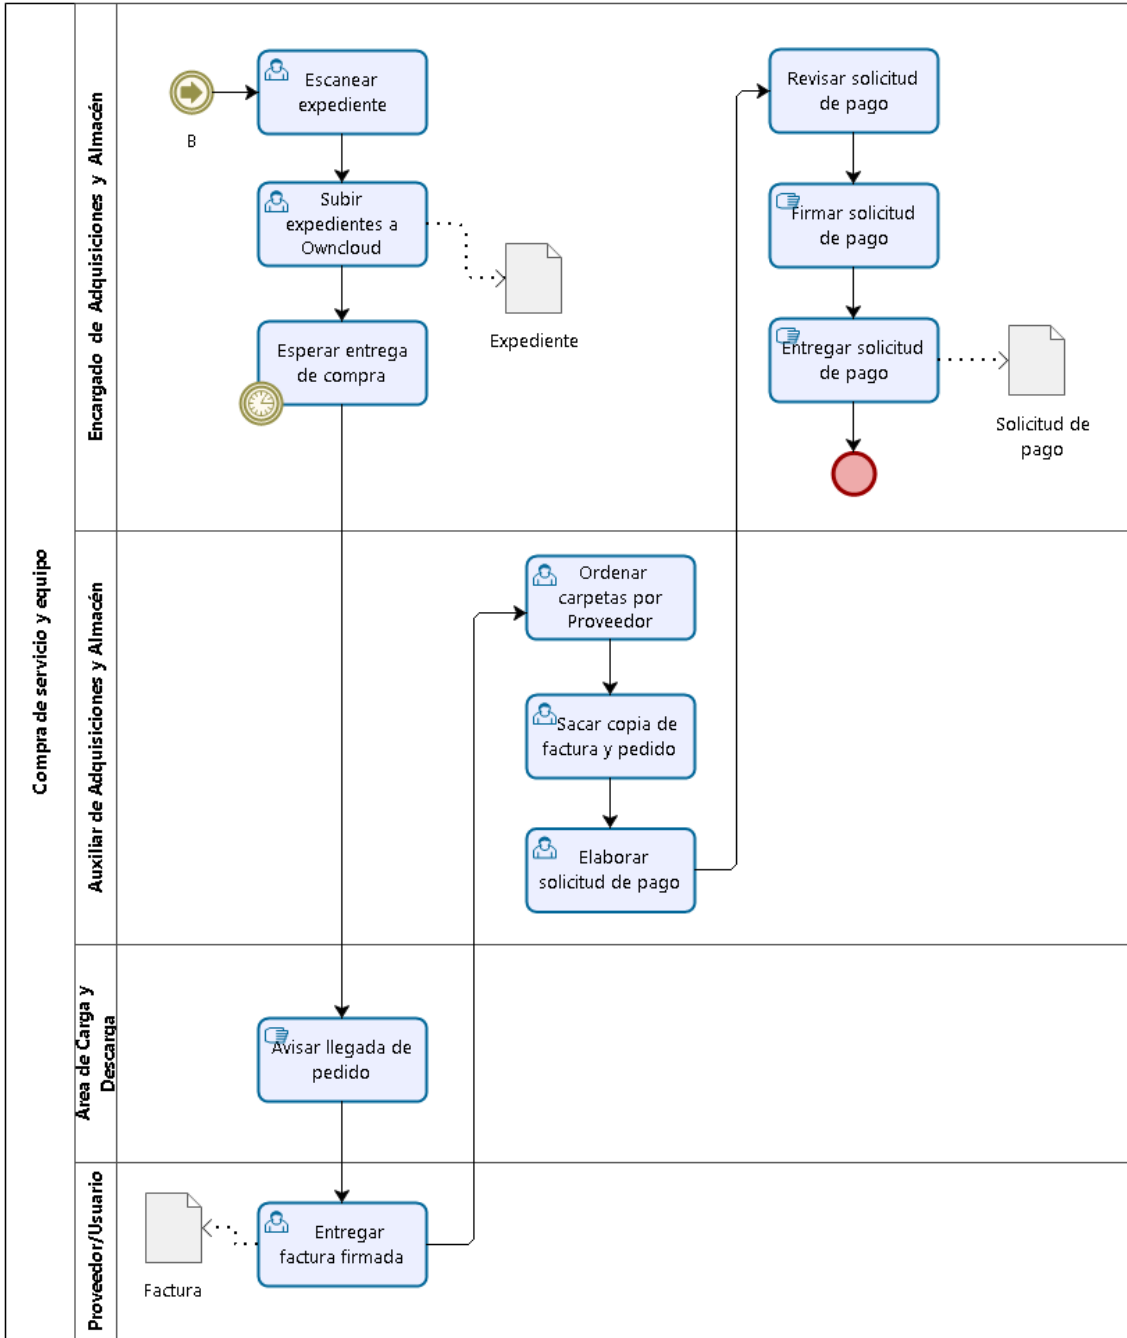 Compra de servicio y equipo
Encargado de Adquisiciones y Almacén
B
Escanear
expediente
Subir
expedientes a
Owncloud
Expediente
Esperar entrega
de compra
Revisar solicitud
de pago
Firmar solicitud
de pago
Entregar solicitud
de pago
Solicitud de
pago
Auxiliar de Adquisiciones y Almacén
Ordenar
carpetas por
Proveedor
Sacar copia de
factura y pedido
Elaborar
solicitud de pago
Área de Carga y
Descarga
Avisar llegada de
pedido
Proveedor/Usuario
Factura
Entregar
factura firmada